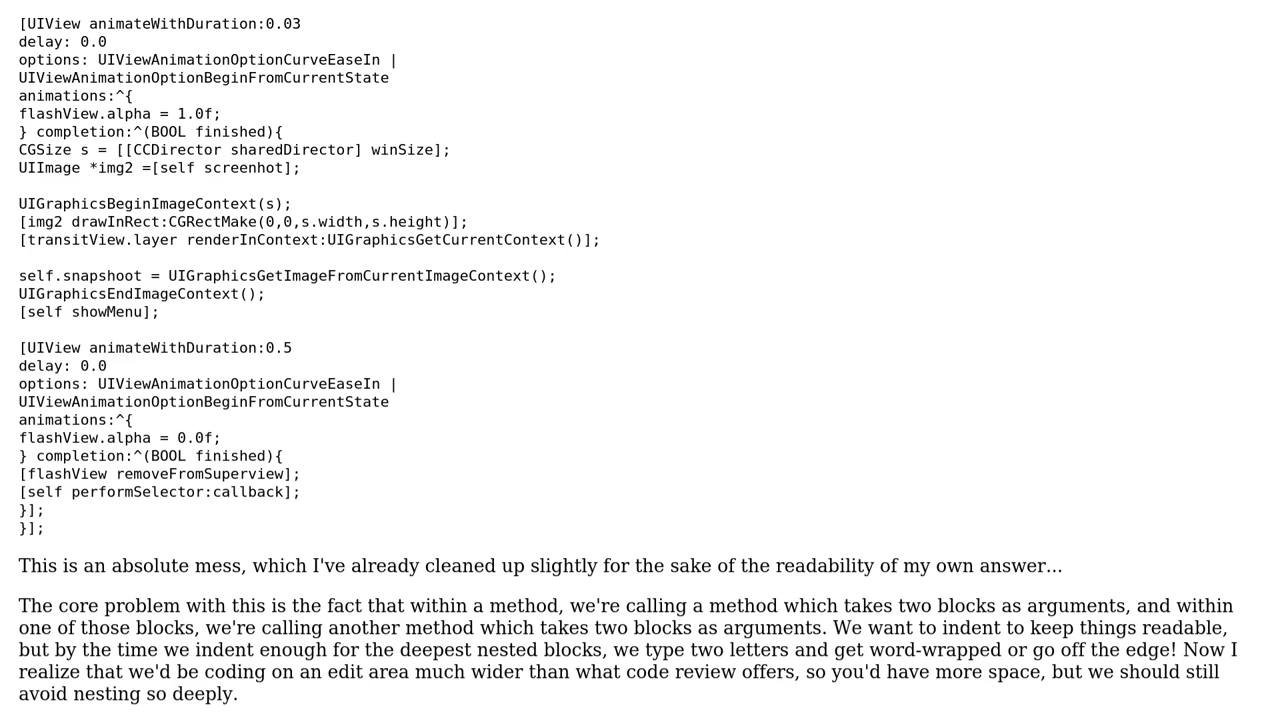 [UIView animateWithDuration:0.03
delay: 0.0
options: UIViewAnimationOptionCurveEaseIn |
UIViewAnimationOptionBeginFromCurrentState
animations:^{
flashView.alpha = 1.0f;
} completion:^(BOOL finished){
CGSize s = [[CCDirector sharedDirector] winSize];
UIImage *img2 =[self screenhot];

UIGraphicsBeginImageContext(s);
[img2 drawInRect:CGRectMake(0,0,s.width,s.height)];
[transitView.layer renderInContext:UIGraphicsGetCurrentContext()];

self.snapshoot = UIGraphicsGetImageFromCurrentImageContext();
UIGraphicsEndImageContext();
[self showMenu];

[UIView animateWithDuration:0.5
delay: 0.0
options: UIViewAnimationOptionCurveEaseIn |
UIViewAnimationOptionBeginFromCurrentState
animations:^{
flashView.alpha = 0.0f;
} completion:^(BOOL finished){
[flashView removeFromSuperview];
[self performSelector:callback];
}];
}];

This is an absolute mess, which I've already cleaned up slightly for the sake of the readability of my own answer...

The core problem with this is the fact that within a method, we're calling a method which takes two blocks as arguments, and within
one of those blocks, we're calling another method which takes two blocks as arguments. We want to indent to keep things readable,
but by the time we indent enough for the deepest nested blocks, we type two letters and get word-wrapped or go off the edge! Now I
realize that we'd be coding on an edit area much wider than what code review offers, so you'd have more space, but we should still
avoid nesting so deeply.